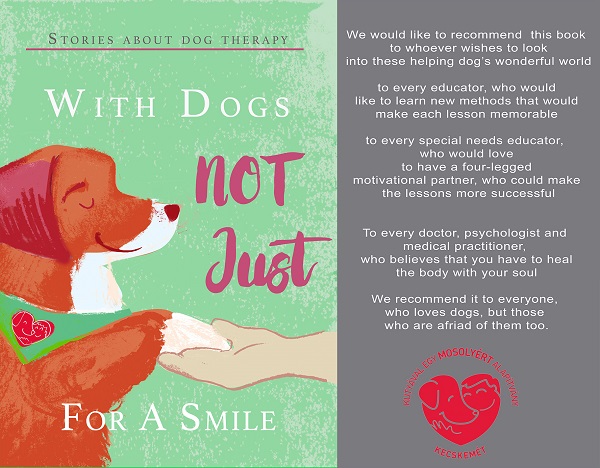 STORIES ABOUT DOG THERAPY
WITH DOGS
NOT
Just
FOR A SMILE
We would like to recommend this book
to whoever wishes to look
into these helping dog's wonderful world
to every educator, who would
like to learn new methods that would
make each lesson memorable
to every special needs educator,
who would love
to have a four-legged
motivational partner, who could make
the lessons more successful
To every doctor, psychologist and
medical practitioner,
who believes that you have to heal
the body with your soul
We recommend it to everyone,
who loves dogs, but those
who are afriad of them too.
KUTYÁVAL EGY MOSOLYÉRT ALAPÍTVÁNY
KECSKEMÉT